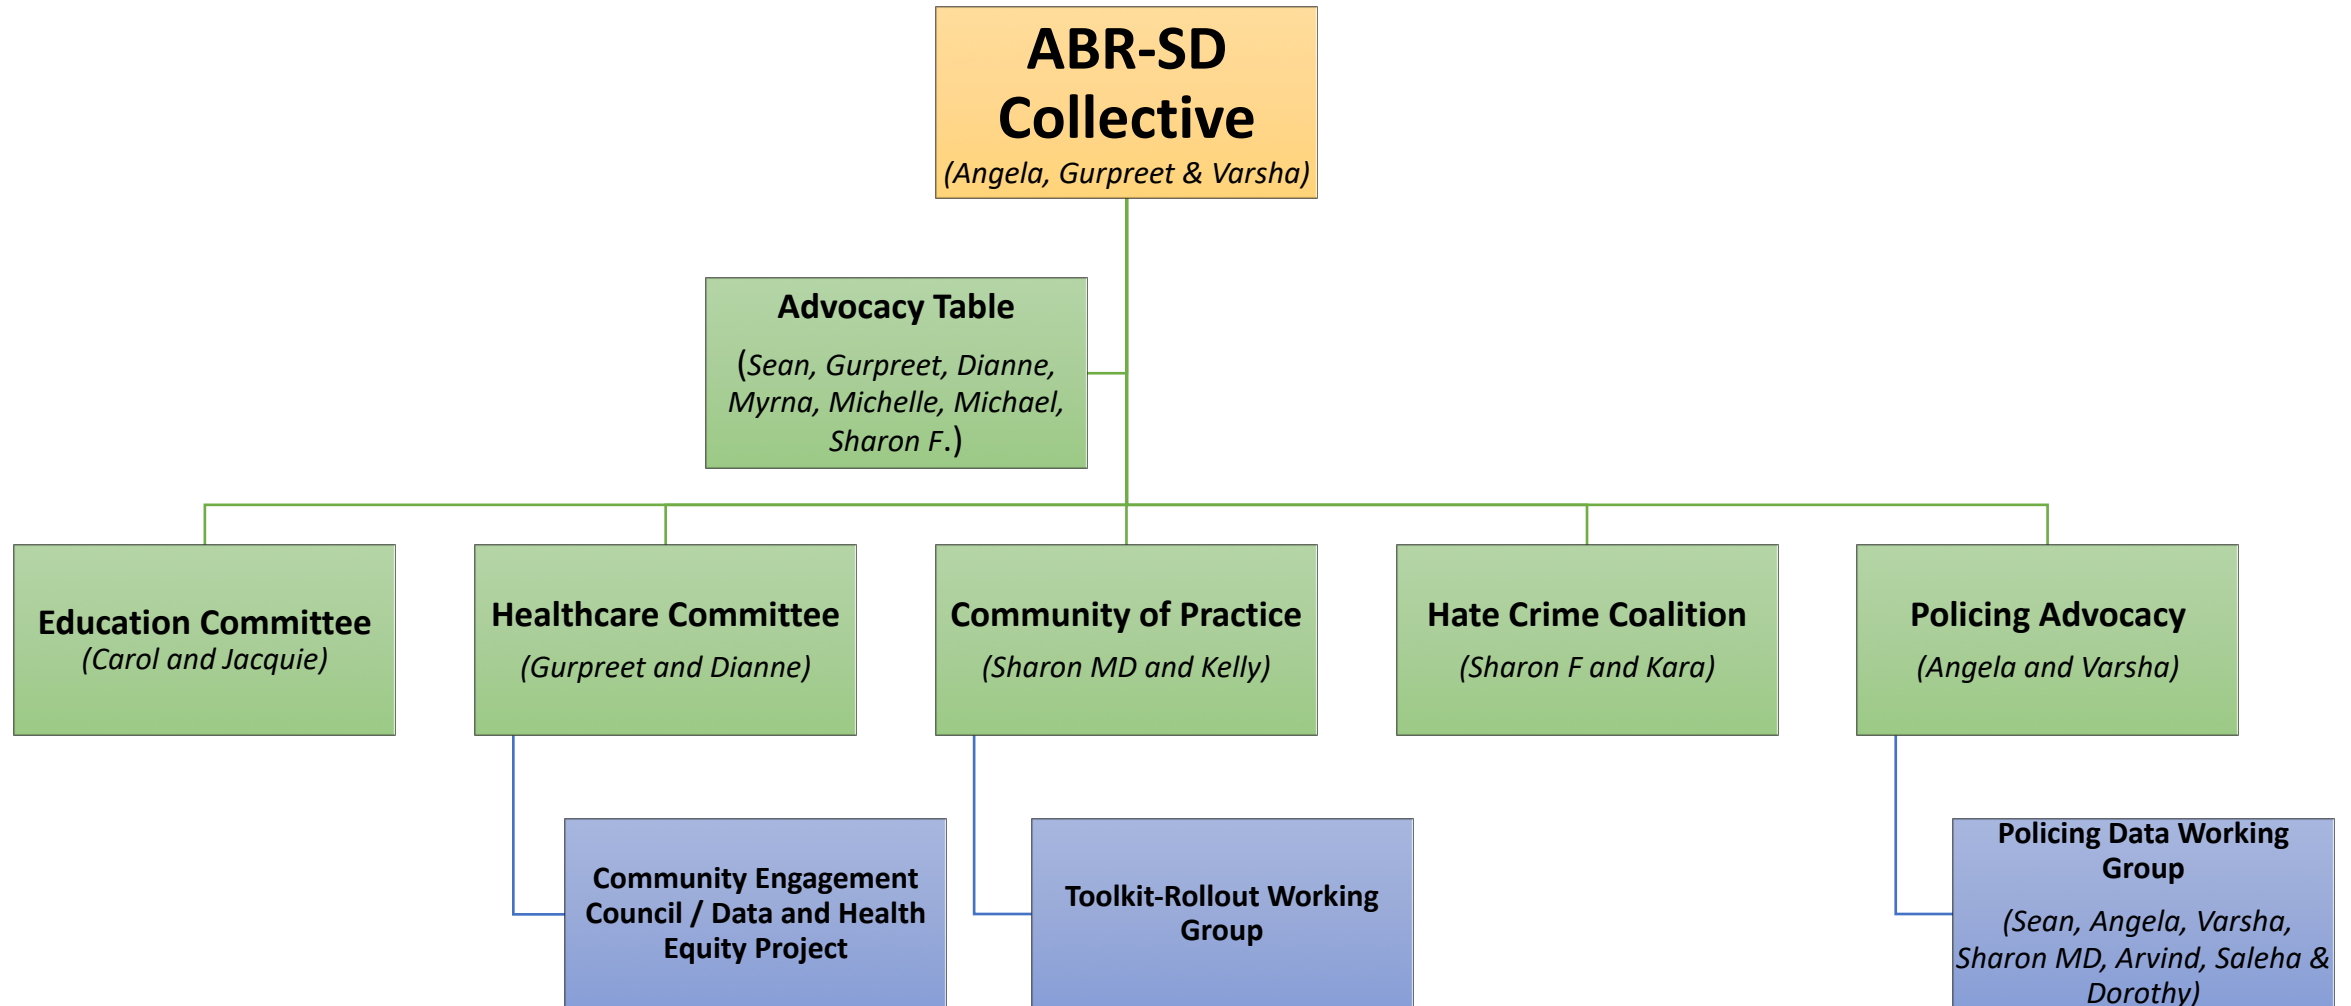 ABR-SD
Collective
(Angela, Gurpreet & Varsha)
Advocacy Table
(Sean, Gurpreet, Dianne,
Myrna, Michelle, Michael,
Sharon F.)
Education Committee
(Carol and Jacquie)
Healthcare Committee
(Gurpreet and Dianne)
Community of Practice
(Sharon MD and Kelly)
Hate Crime Coalition
(Sharon F and Kara)
Policing Advocacy
(Angela and Varsha)
Community Engagement
Council / Data and Health
Equity Project
Toolkit-Rollout Working
Group
Policing Data Working
Group
(Sean, Angela, Varsha,
Sharon MD, Arvind, Saleha &
Dorothy)